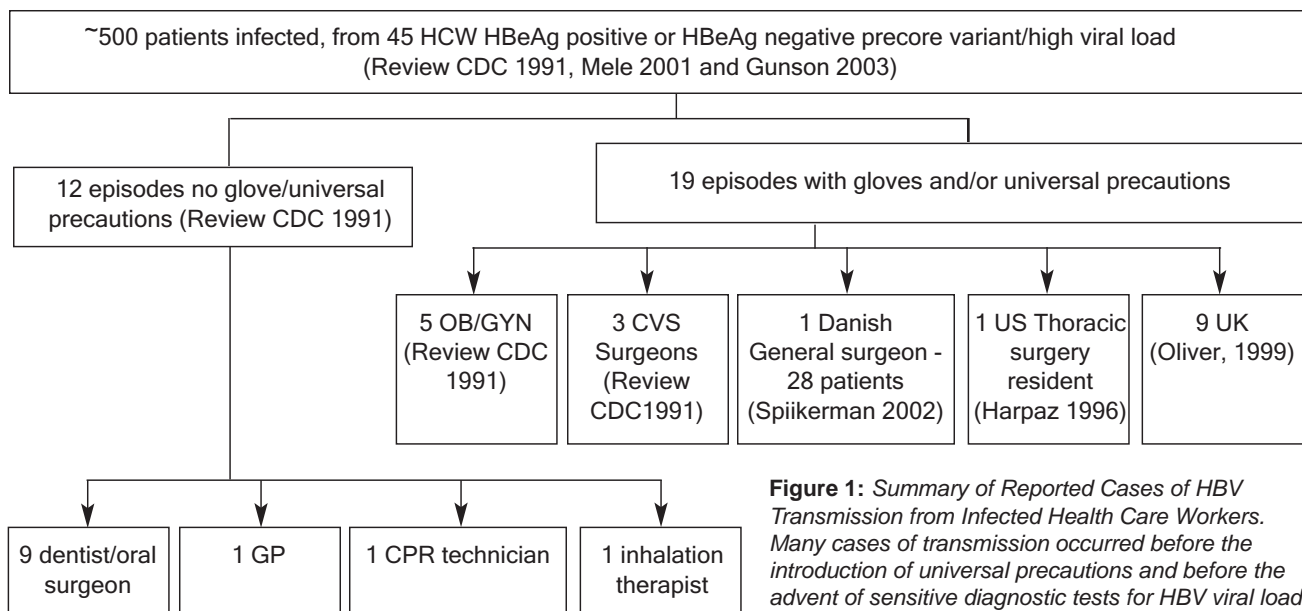 ~500 patients infected, from 45 HCW HBeAg positive or HBeAg negative precore variant/high viral load
(Review CDC 1991, Mele 2001 and Gunson 2003)
12 episodes no glove/universal
precautions (Review CDC 1991)
19 episodes with gloves and/or universal precautions
5 OB/GYN
(Review CDC
1991)
3 CVS
Surgeons
(Review
CDC1991)
1 Danish
General surgeon -
28 patients
(Spiikerman 2002)
1 US Thoracic
surgery
resident
(Harpaz 1996)
9 UK
(Oliver, 1999)
9 dentist/oral
surgeon
1 GP
1 CPR technician
1 inhalation
therapist
Figure 1: Summary of Reported Cases of HBV
Transmission from Infected Health Care Workers.
Many cases of transmission occurred before the
introduction of universal precautions and before the
advent of sensitive diagnostic tests for HBV viral load